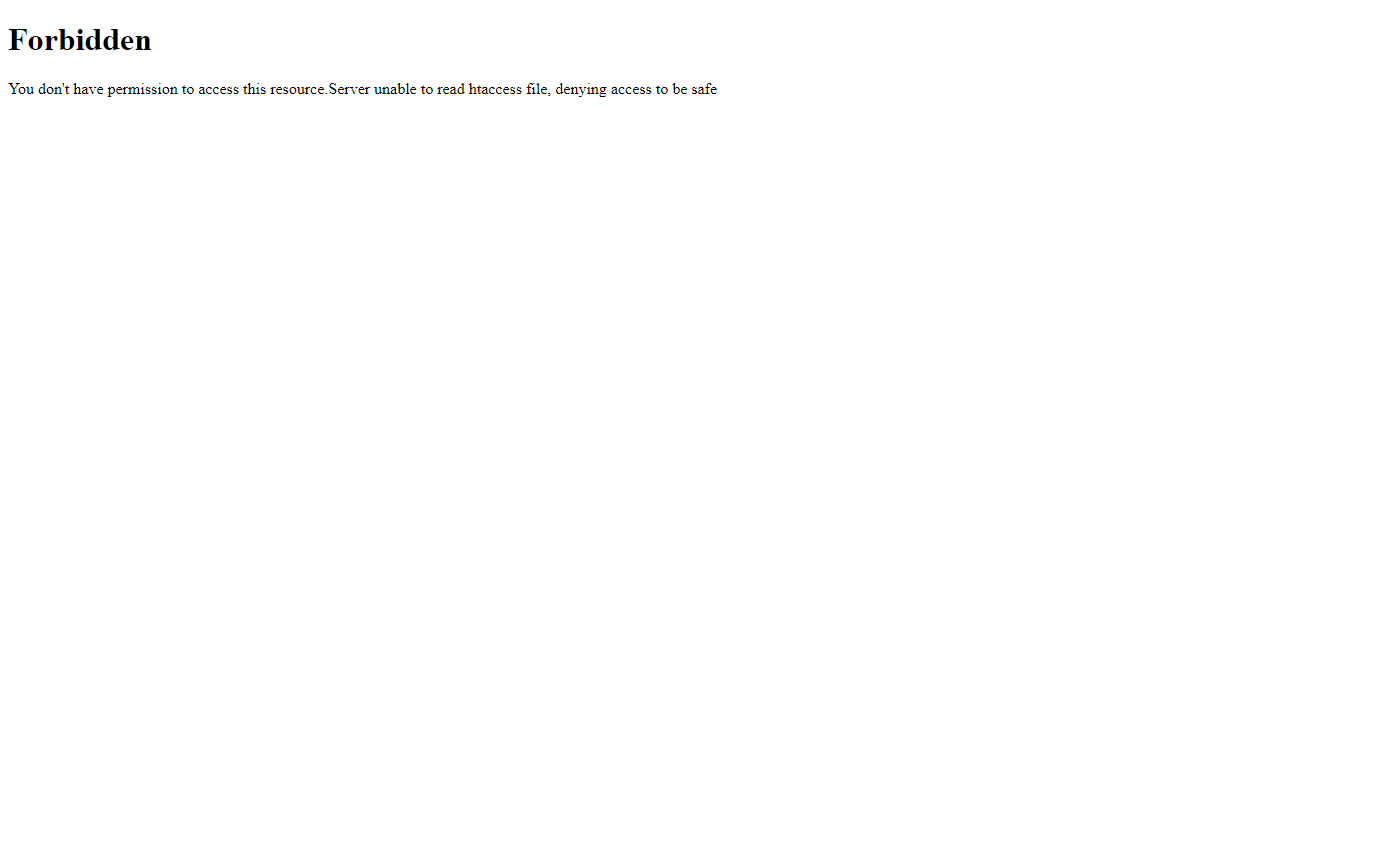 Forbidden
You don't have permission to access this resource.Server unable to read htaccess file, denying access to be safe